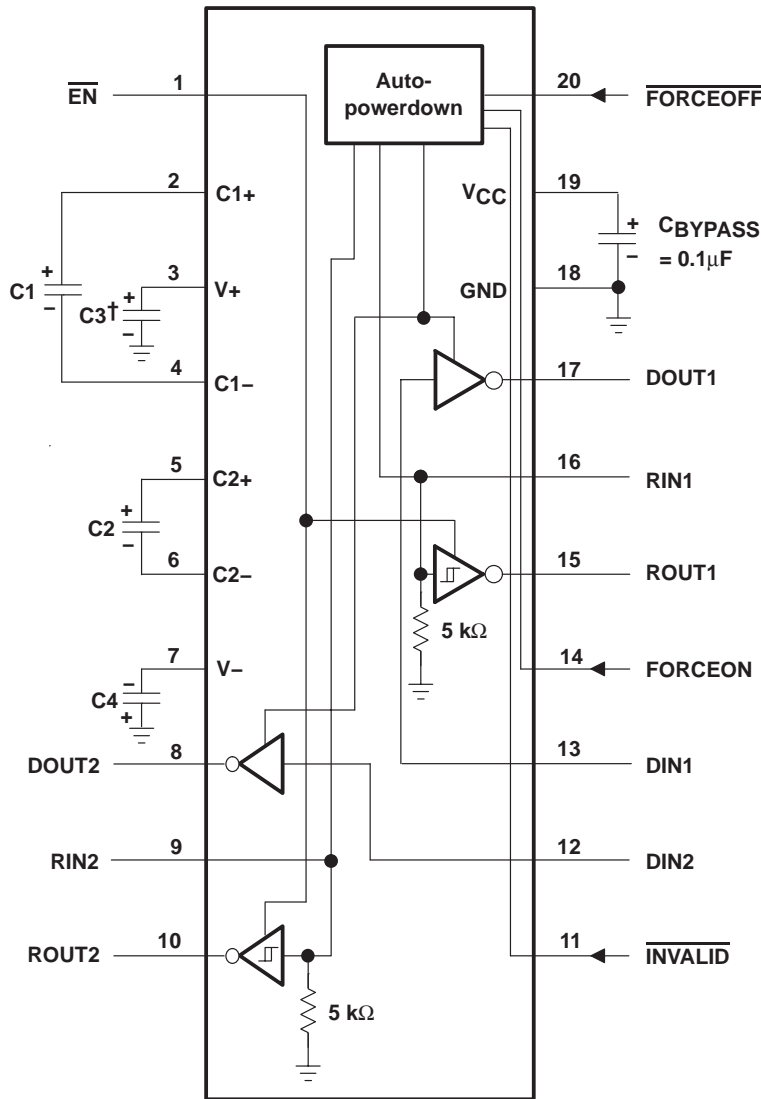 Auto-
powerdown
EN
1
20
FORCEOFF
2
C1+
VCC
19
+
CBYPASS
–
= 0.1µF
C1
+
–
3
V+
+
C3†
–
GND
18
4
C1–
17
DOUT1
5
C2+
16
RIN1
C2
+
–
6
C2–
15
ROUT1
5 kΩ
7
V–
–
C4
+
14
FORCEON
DOUT2
8
13
DIN1
RIN2
9
12
DIN2
ROUT2
10
11
INVALID
5 kΩ